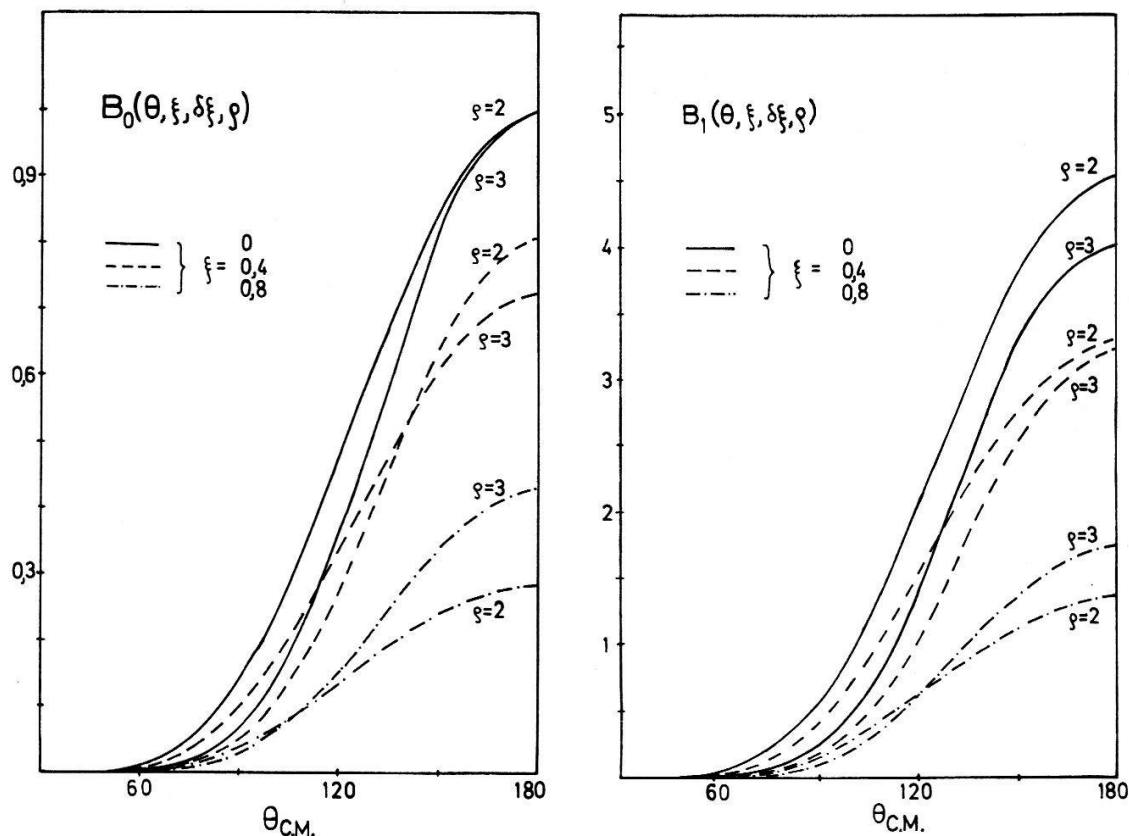 B₀(θ, ξ, δξ, ρ)
0,9
0,6
0,3
ξ = 0
0,4
0,8
ρ=2
ρ=3
ρ=2
ρ=3
ρ=3
ρ=2
60
120
180
θC.M.
B₁(θ, ξ, δξ, ρ)
5
4
3
2
1
ξ = 0
0,4
0,8
ρ=2
ρ=3
ρ=2
ρ=3
ρ=3
ρ=2
60
120
180
θC.M.